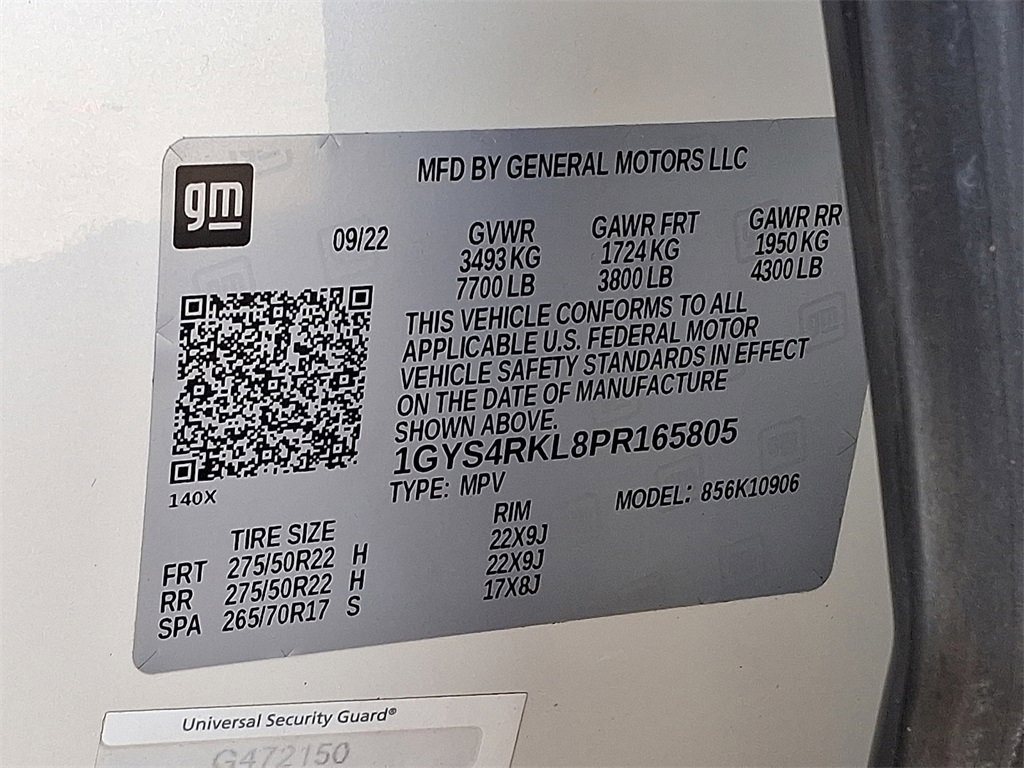 gm
MFD BY GENERAL MOTORS LLC
09/22
GVWR GAWR FRT GAWR RR
3493 KG 1724 KG 1950 KG
7700 LB 3800 LB 4300 LB
THIS VEHICLE CONFORMS TO ALL
APPLICABLE U.S. FEDERAL MOTOR
VEHICLE SAFETY STANDARDS IN EFFECT
ON THE DATE OF MANUFACTURE
SHOWN ABOVE.
1GYS4RKL8PR165805
140X
TYPE: MPV MODEL: 856K10906
TIRE SIZE RIM
FRT 275/50R22 H 22X9J
RR 275/50R22 H 22X9J
SPA 265/70R17 S 17X8J
Universal Security Guard®
G472150